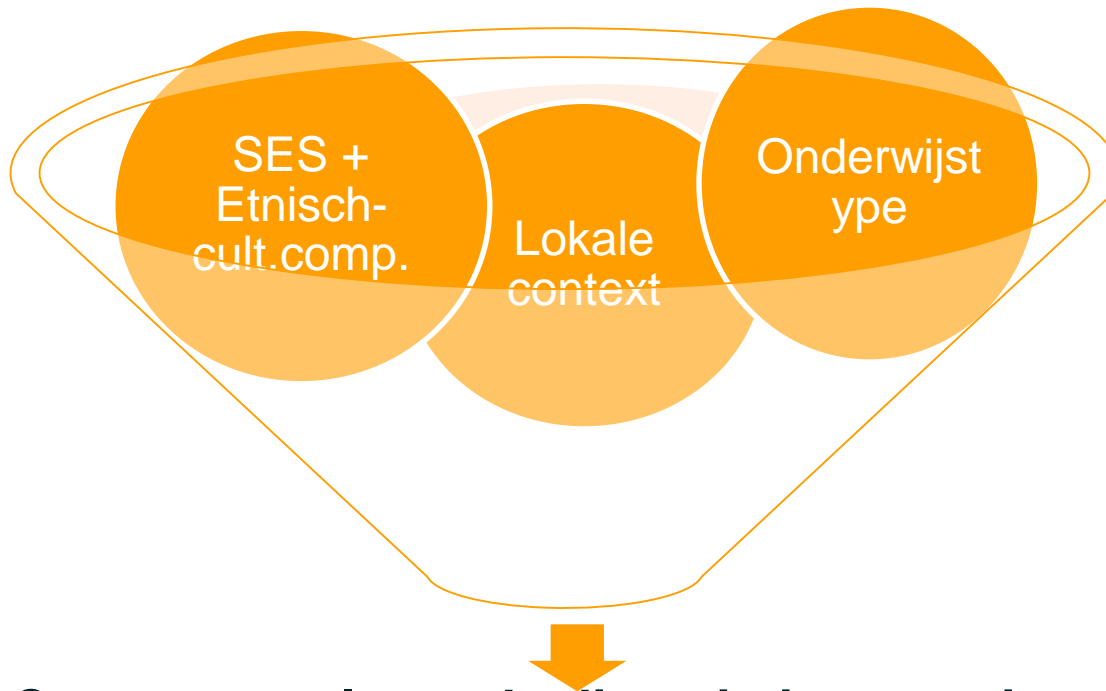 SES +
Etnisch-
cult.comp.
Lokale
context
Onderwijst
ype